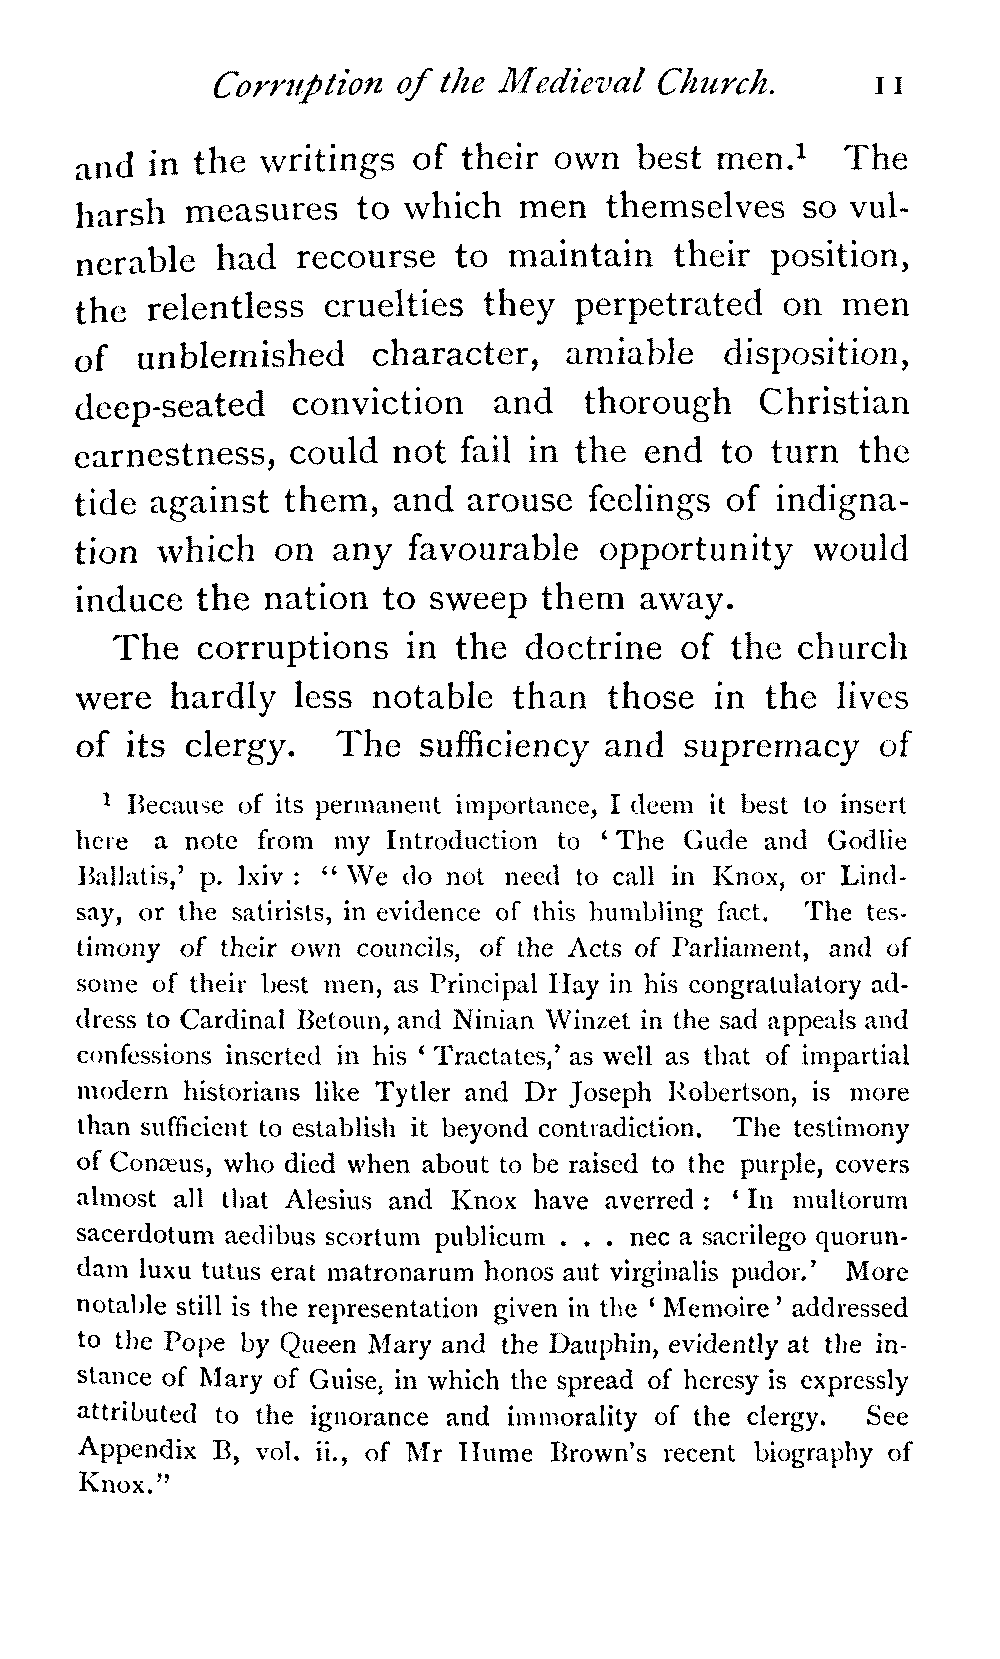 Corruption of the Medieval Church. 11
and in the writings of their own best men.¹ The
harsh measures to which men themselves so vul-
nerable had recourse to maintain their position,
the relentless cruelties they perpetrated on men
of unblemished character, amiable disposition,
deep-seated conviction and thorough Christian
earnestness, could not fail in the end to turn the
tide against them, and arouse feelings of indigna-
tion which on any favourable opportunity would
induce the nation to sweep them away.
The corruptions in the doctrine of the church
were hardly less notable than those in the lives
of its clergy. The sufficiency and supremacy of
¹ Because of its permanent importance, I deem it best to insert
here a note from my Introduction to ‘The Gude and Godlie
Ballatis,’ p. lxiv : “We do not need to call in Knox, or Lind-
say, or the satirists, in evidence of this humbling fact. The tes-
timony of their own councils, of the Acts of Parliament, and of
some of their best men, as Principal Hay in his congratulatory ad-
dress to Cardinal Betoun, and Ninian Winzet in the sad appeals and
confessions inserted in his ‘Tractates,’ as well as that of impartial
modern historians like Tytler and Dr Joseph Robertson, is more
than sufficient to establish it beyond contradiction. The testimony
of Conæus, who died when about to be raised to the purple, covers
almost all that Alesius and Knox have averred : ‘In multorum
sacerdotum aedibus scortum publicum . . . nec a sacrilego quorun-
dam luxu tutus erat matronarum honos aut virginalis pudor.’ More
notable still is the representation given in the ‘Memoire’ addressed
to the Pope by Queen Mary and the Dauphin, evidently at the in-
stance of Mary of Guise, in which the spread of heresy is expressly
attributed to the ignorance and immorality of the clergy. See
Appendix B, vol. ii., of Mr Hume Brown’s recent biography of
Knox.”